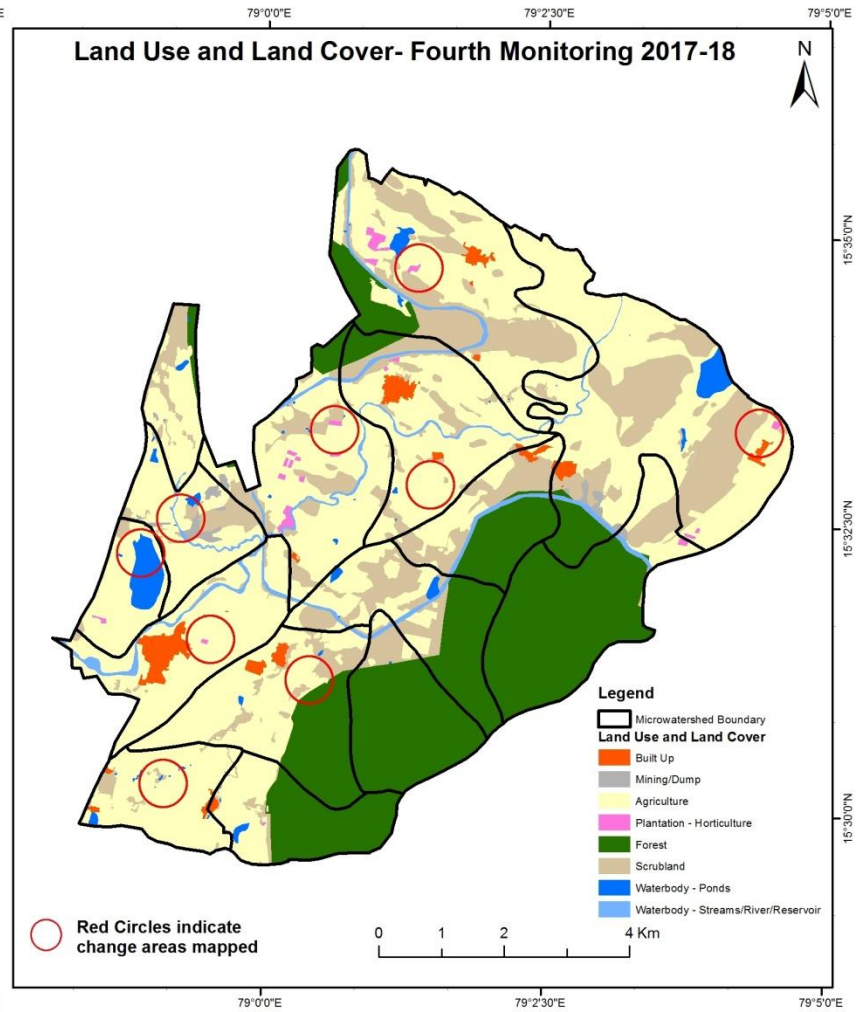 79°0'0"E
79°2'30"E
79°5'0"E
Land Use and Land Cover- Fourth Monitoring 2017-18
N
15°35'0"N
15°32'30"N
15°30'0"N
Legend
Microwatershed Boundary
Land Use and Land Cover
Built Up
Mining/Dump
Agriculture
Plantation - Horticulture
Forest
Scrubland
Waterbody - Ponds
Waterbody - Streams/River/Reservoir
Red Circles indicate
change areas mapped
0 1 2 4 Km
79°0'0"E
79°2'30"E
79°5'0"E